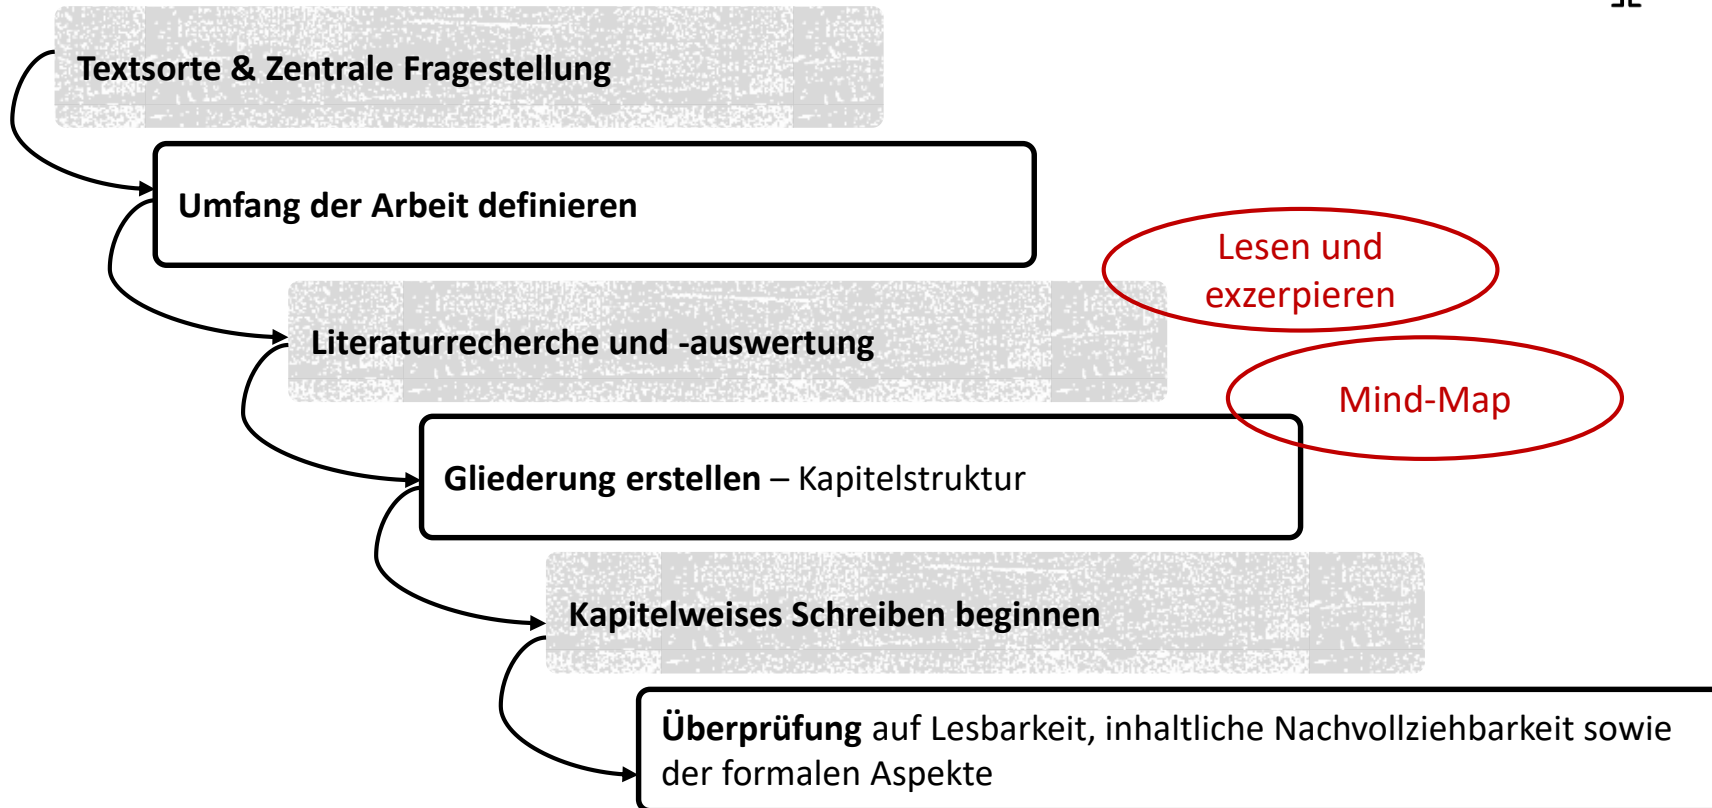 Textsorte & Zentrale Fragestellung
Umfang der Arbeit definieren
Lesen und
exzerpieren
Literaturrecherche und -auswertung
Mind-Map
Gliederung erstellen – Kapitelstruktur
Kapitelweises Schreiben beginnen
Überprüfung auf Lesbarkeit, inhaltliche Nachvollziehbarkeit sowie
der formalen Aspekte